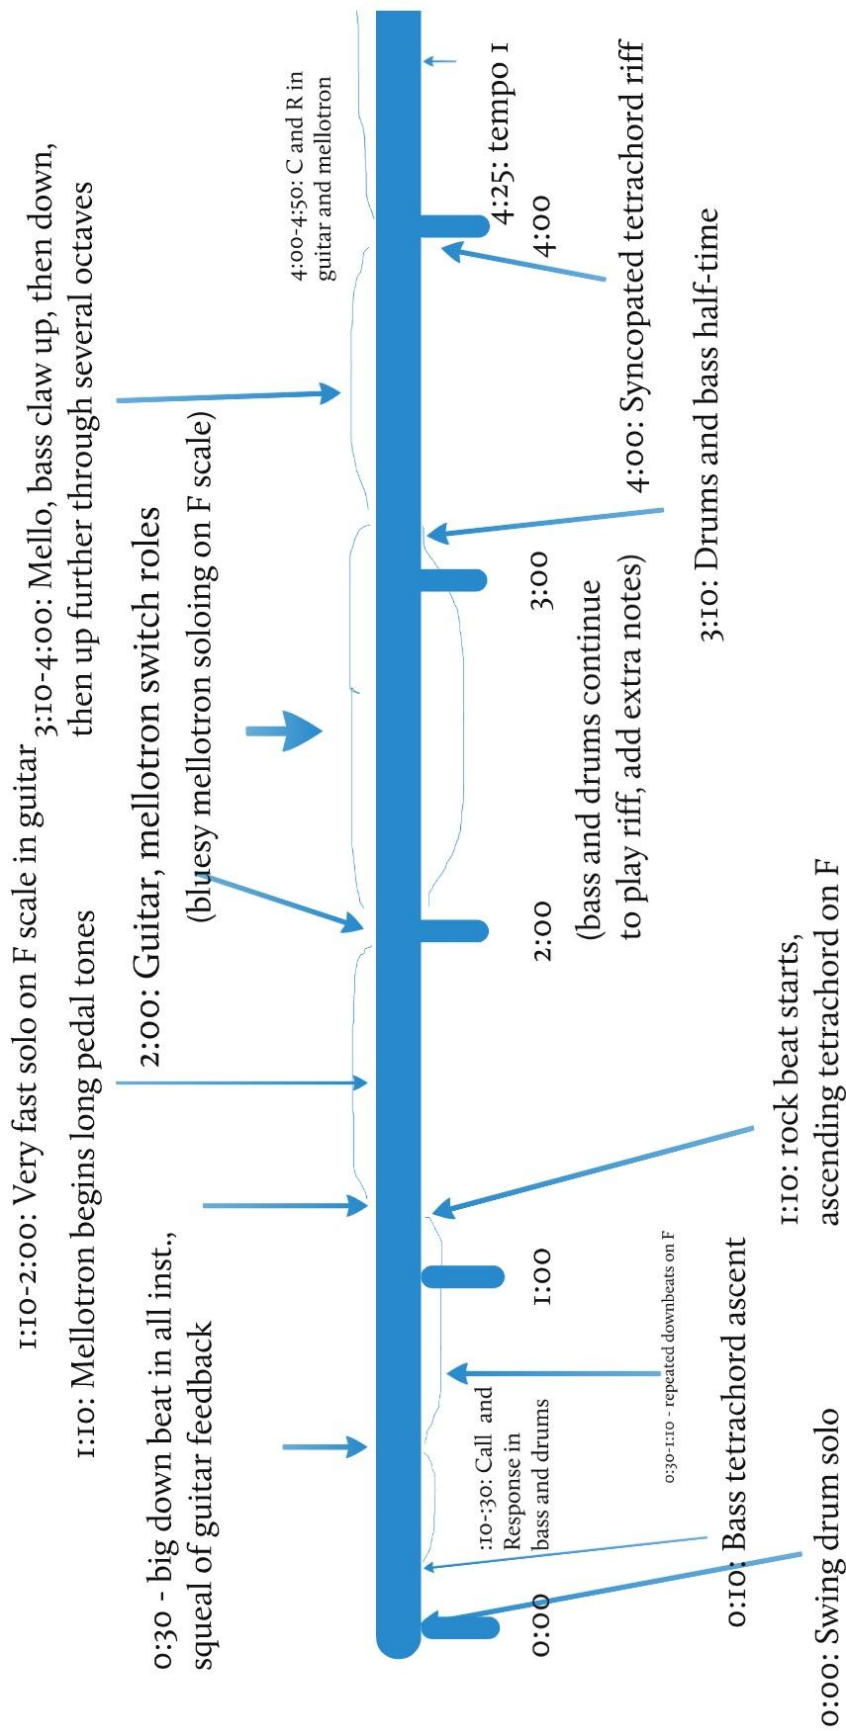 1:10-2:00: Very fast solo on F scale in guitar
3:10-4:00: Mello, bass claw up, then down,
then up further through several octaves
1:10: Mellotron begins long pedal tones
2:00: Guitar, mellotron switch roles
(bluesy mellotron soloing on F scale)
0:30 - big down beat in all inst.,
squeal of guitar feedback
4:00-4:50: C and R in
guitar and mellotron
4:25: tempo 1
0:00
1:00
2:00
3:00
4:00
:10-:30: Call and
Response in
bass and drums
(bass and drums continue
to play riff, add extra notes)
4:00: Syncopated tetrachord riff
0:30-1:10 - repeated downbeats on F
3:10: Drums and bass half-time
0:10: Bass tetrachord ascent
1:10: rock beat starts,
ascending tetrachord on F
0:00: Swing drum solo